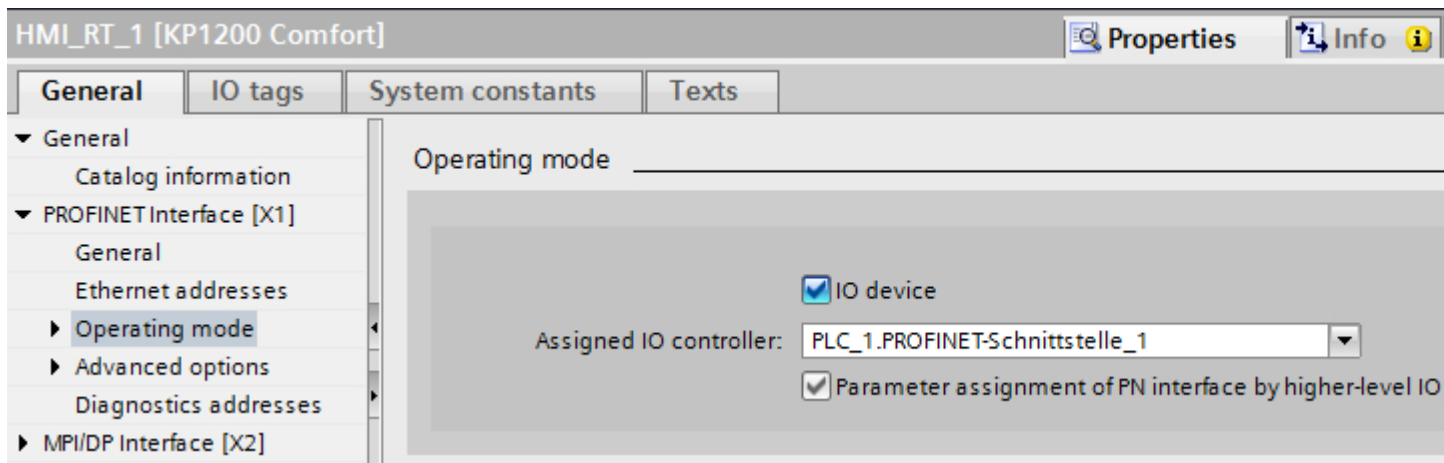 HMI_RT_1 [KP1200 Comfort]
Properties
Info
General
IO tags
System constants
Texts
General
Catalog information
PROFINET Interface [X1]
General
Ethernet addresses
Operating mode
Advanced options
Diagnostics addresses
MPI/DP Interface [X2]
Operating mode
IO device
Assigned IO controller: PLC_1.PROFINET-Schnittstelle_1
Parameter assignment of PN interface by higher-level IO